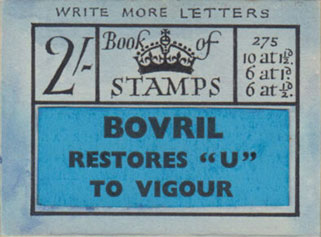 WRITE MORE LETTERS
2/-
Book of
STAMPS
275
10 at 1½d.
6 at 1d.
6 at ½d.
BOVRIL
RESTORES "U"
TO VIGOUR